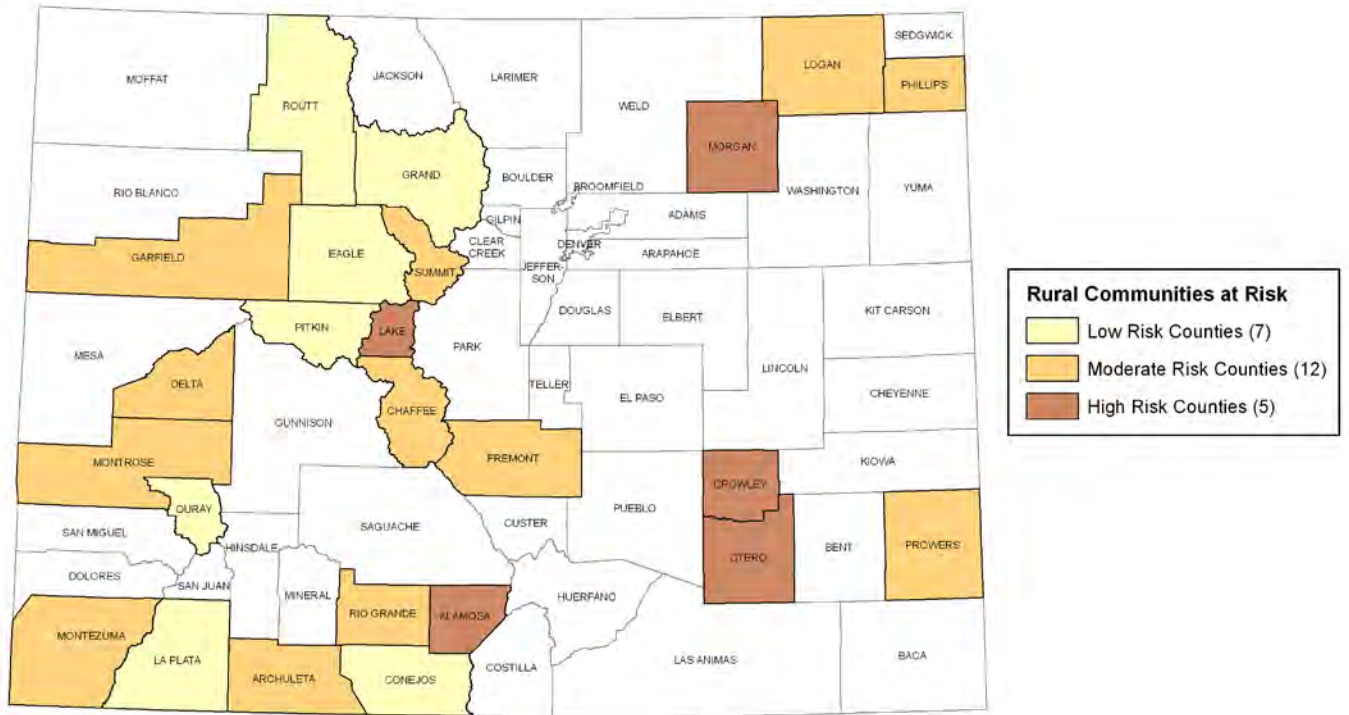 SEDGWICK
LOGAN
JACKSON
LARIMER
MOFFAT
PHILLIPS
ROUTT
WELD
MORGAN
GRAND
BOULDER
RIO BLANCO
BROOMFIELD
WASHINGTON
YUMA
GILPIN
ADAMS
CLEAR
CREEK
DENVER
ARAPAHOE
EAGLE
GARFIELD
SUMMIT
JEFFER-
SON
DOUGLAS
ELBERT
KIT CARSON
PITKIN
LAKE
PARK
MESA
LINCOLN
DELTA
TELLER
EL PASO
CHEYENNE
CHAFFEE
GUNNISON
FREMONT
MONTROSE
KIOWA
CROWLEY
OURAY
PUEBLO
SAGUACHE
CUSTER
SAN MIGUEL
BENT
PROWERS
HINSDALE
OTERO
DOLORES
SAN JUAN
MINERAL
HUERFANO
RIO GRANDE
ALAMOSA
MONTEZUMA
LA PLATA
ARCHULETA
CONEJOS
COSTILLA
LAS ANIMAS
BACA
Rural Communities at Risk
Low Risk Counties (7)
Moderate Risk Counties (12)
High Risk Counties (5)